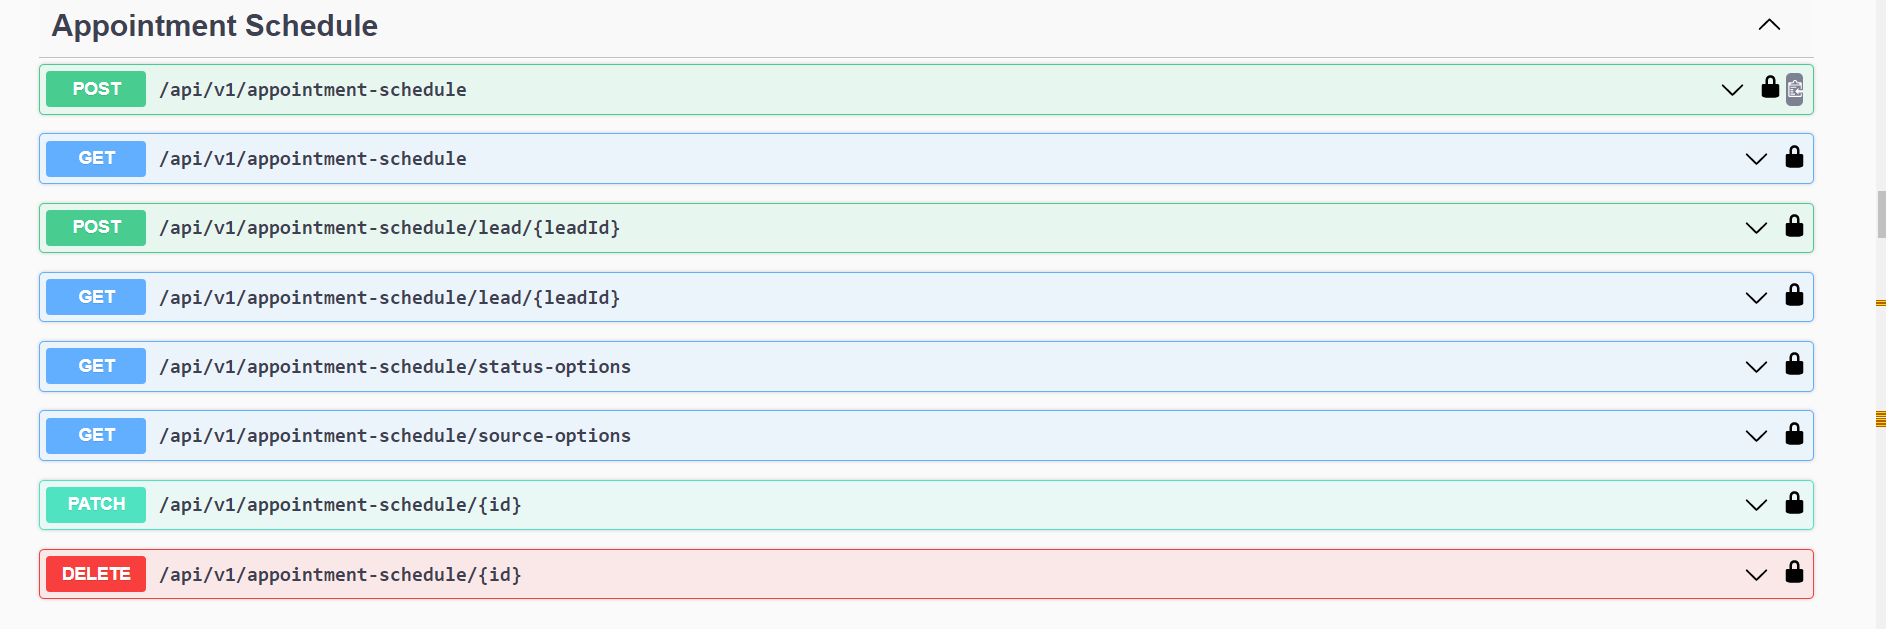 Appointment Schedule
POST /api/v1/appointment-schedule
GET /api/v1/appointment-schedule
POST /api/v1/appointment-schedule/lead/{leadId}
GET /api/v1/appointment-schedule/lead/{leadId}
GET /api/v1/appointment-schedule/status-options
GET /api/v1/appointment-schedule/source-options
PATCH /api/v1/appointment-schedule/{id}
DELETE /api/v1/appointment-schedule/{id}